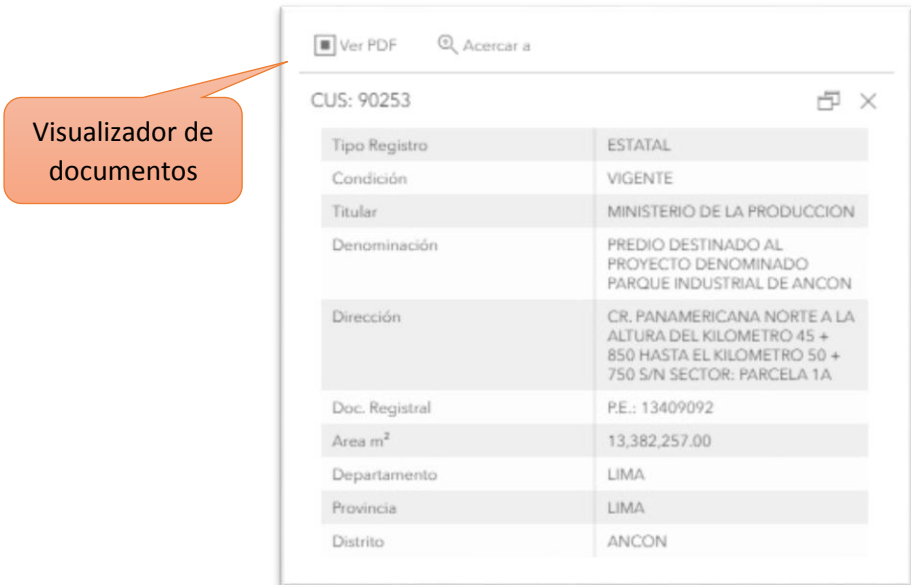 Ver PDF Acercar a
CUS: 90253
Visualizador de
documentos
Tipo Registro ESTATAL
Condición VIGENTE
Titular MINISTERIO DE LA PRODUCCION
Denominación PREDIO DESTINADO AL
PROYECTO DENOMINADO
PARQUE INDUSTRIAL DE ANCON
Dirección CR. PANAMERICANA NORTE A LA
ALTURA DEL KILOMETRO 45 +
850 HASTA EL KILOMETRO 50 +
750 S/N SECTOR: PARCELA 1A
Doc. Registral P.E.: 13409092
Area m² 13,382,257.00
Departamento LIMA
Provincia LIMA
Distrito ANCON